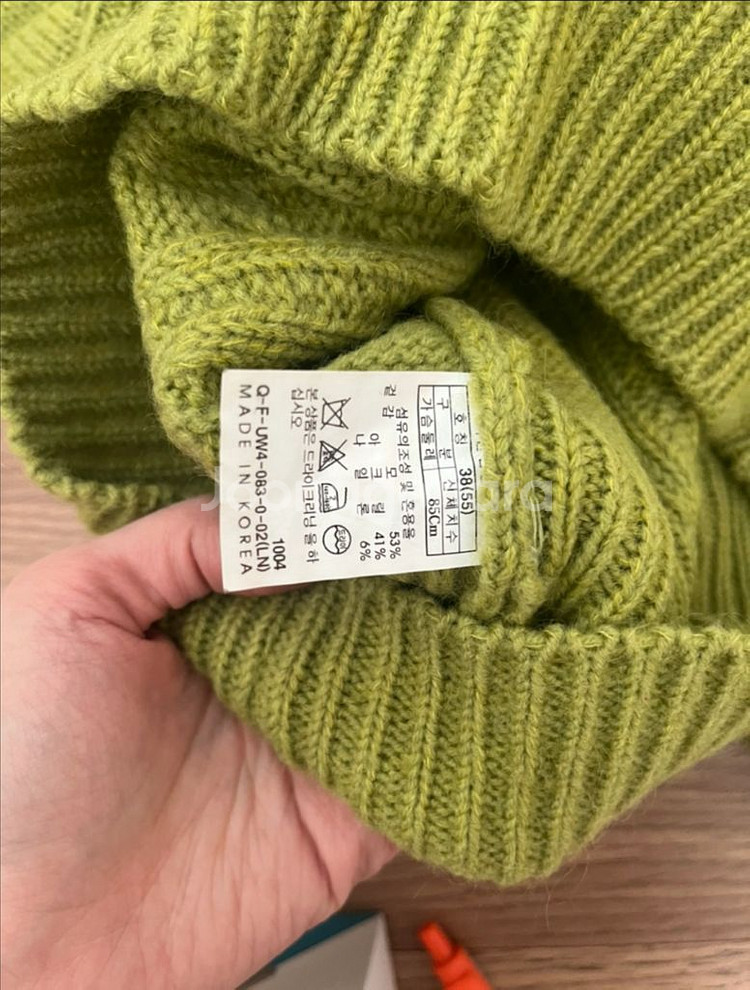 호칭 38(55)
구분 신체치수
가슴둘레 85Cm
섬유의조성 및 혼용율
겉감 모 53%
아크릴 41%
나일론 6%
본 상품은 드라이크리닝을 하
십시오
1004
Q-F-UW4-083-0-02(LN)
MADE IN KOREA